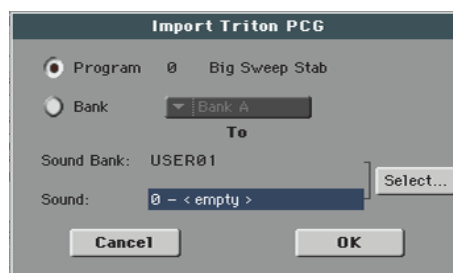 Import Triton PCG
Program 0 Big Sweep Stab
Bank Bank A
To
Sound Bank: USER01
Select...
Sound: 0 - < empty >
Cancel OK